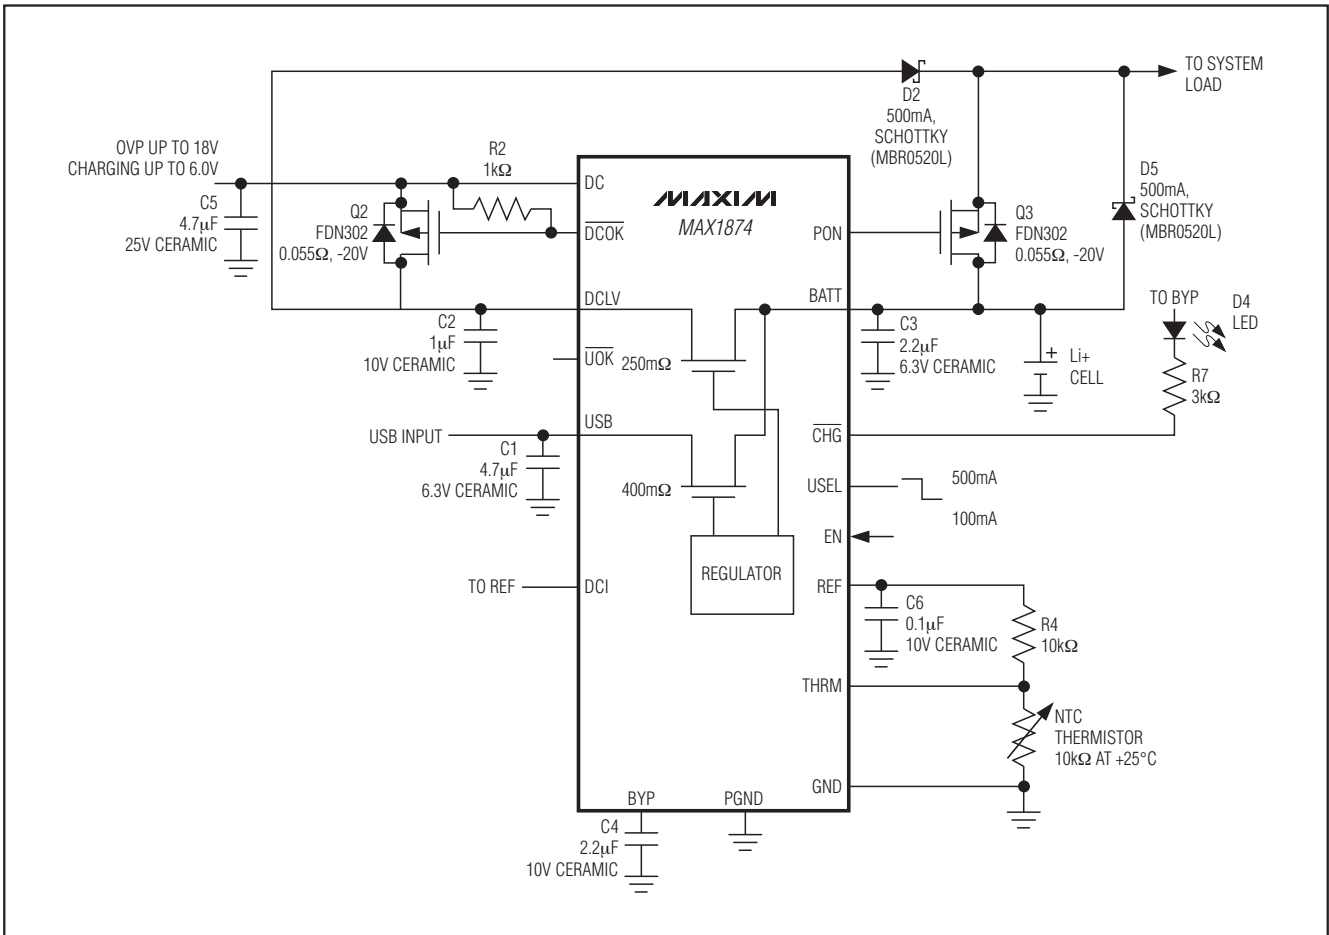 TO SYSTEM
LOAD
D2
500mA,
SCHOTTKY
(MBR0520L)
OVP UP TO 18V
CHARGING UP TO 6.0V
R2
1kΩ
C5
4.7μF
25V CERAMIC
Q2
FDN302
0.055Ω, -20V
DC
DCOK
MAXIM
MAX1874
PON
Q3
FDN302
0.055Ω, -20V
D5
500mA,
SCHOTTKY
(MBR0520L)
DCLV
BATT
C2
1μF
10V CERAMIC
UOK
250mΩ
C3
2.2μF
6.3V CERAMIC
+
Li+
CELL
TO BYP
D4
LED
R7
3kΩ
USB INPUT
USB
C1
4.7μF
6.3V CERAMIC
400mΩ
CHG
USEL
500mA
100mA
EN
REGULATOR
TO REF
DCI
REF
C6
0.1μF
10V CERAMIC
R4
10kΩ
THRM
NTC
THERMISTOR
10kΩ AT +25°C
GND
BYP
PGND
C4
2.2μF
10V CERAMIC